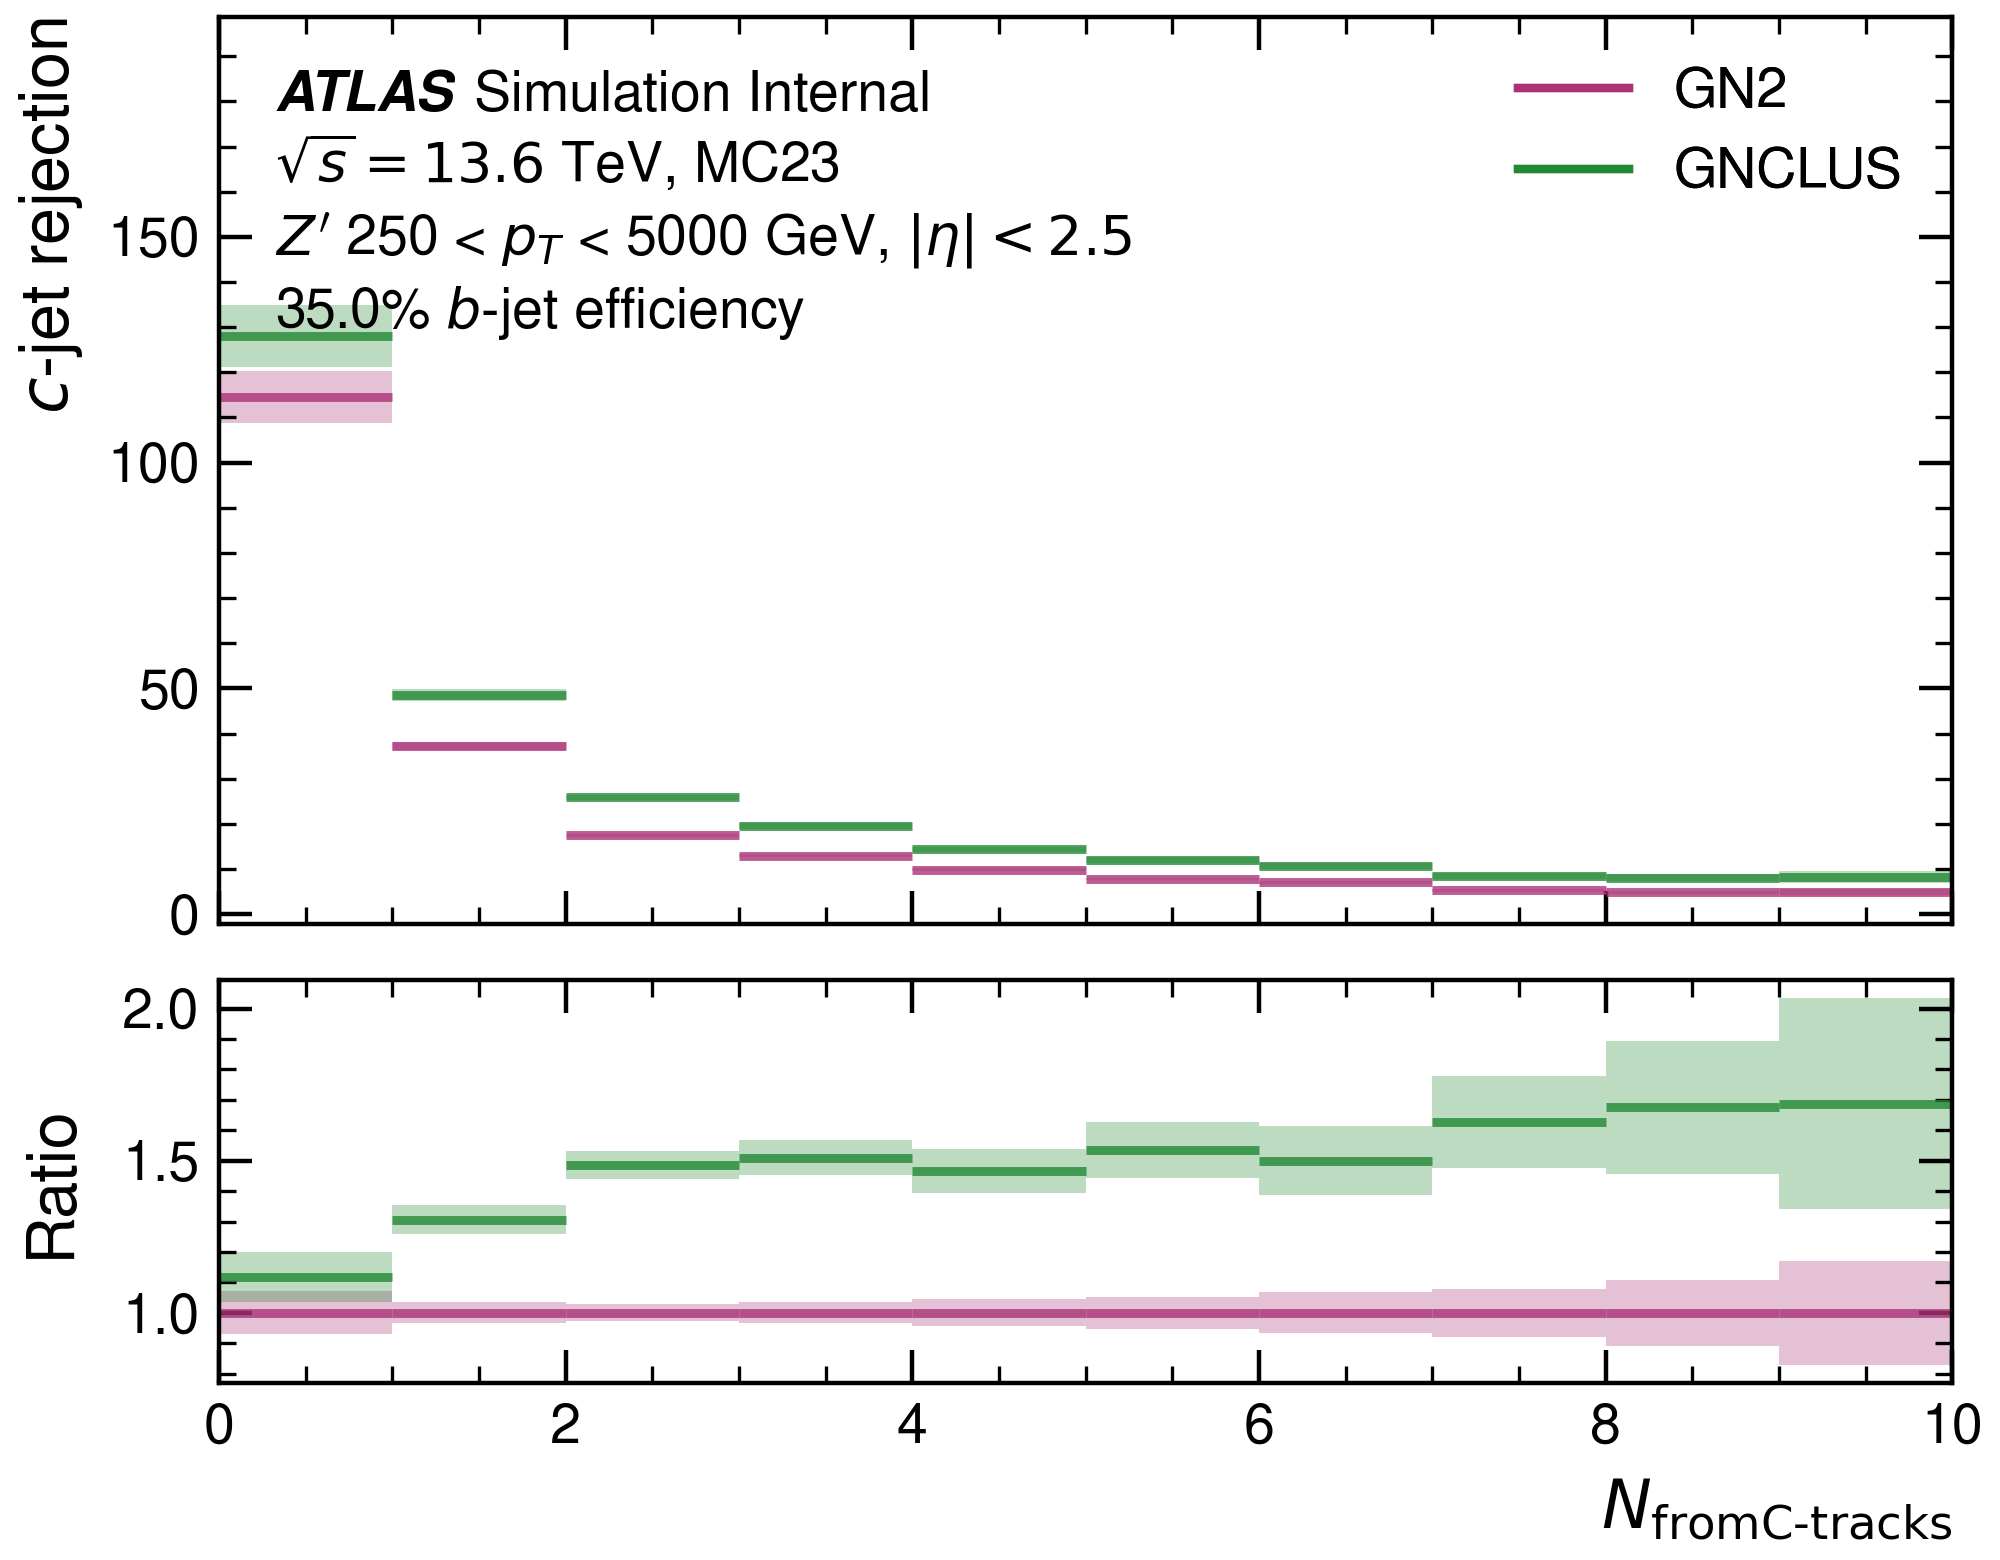 ATLAS Simulation Internal
√s = 13.6 TeV, MC23
Z′ 250 < p_T < 5000 GeV, |η| < 2.5
35.0% b-jet efficiency
GN2
GNCLUS
c-jet rejection
150
100
50
0
Ratio
2.0
1.5
1.0
0 2 4 6 8 10
N_fromC-tracks